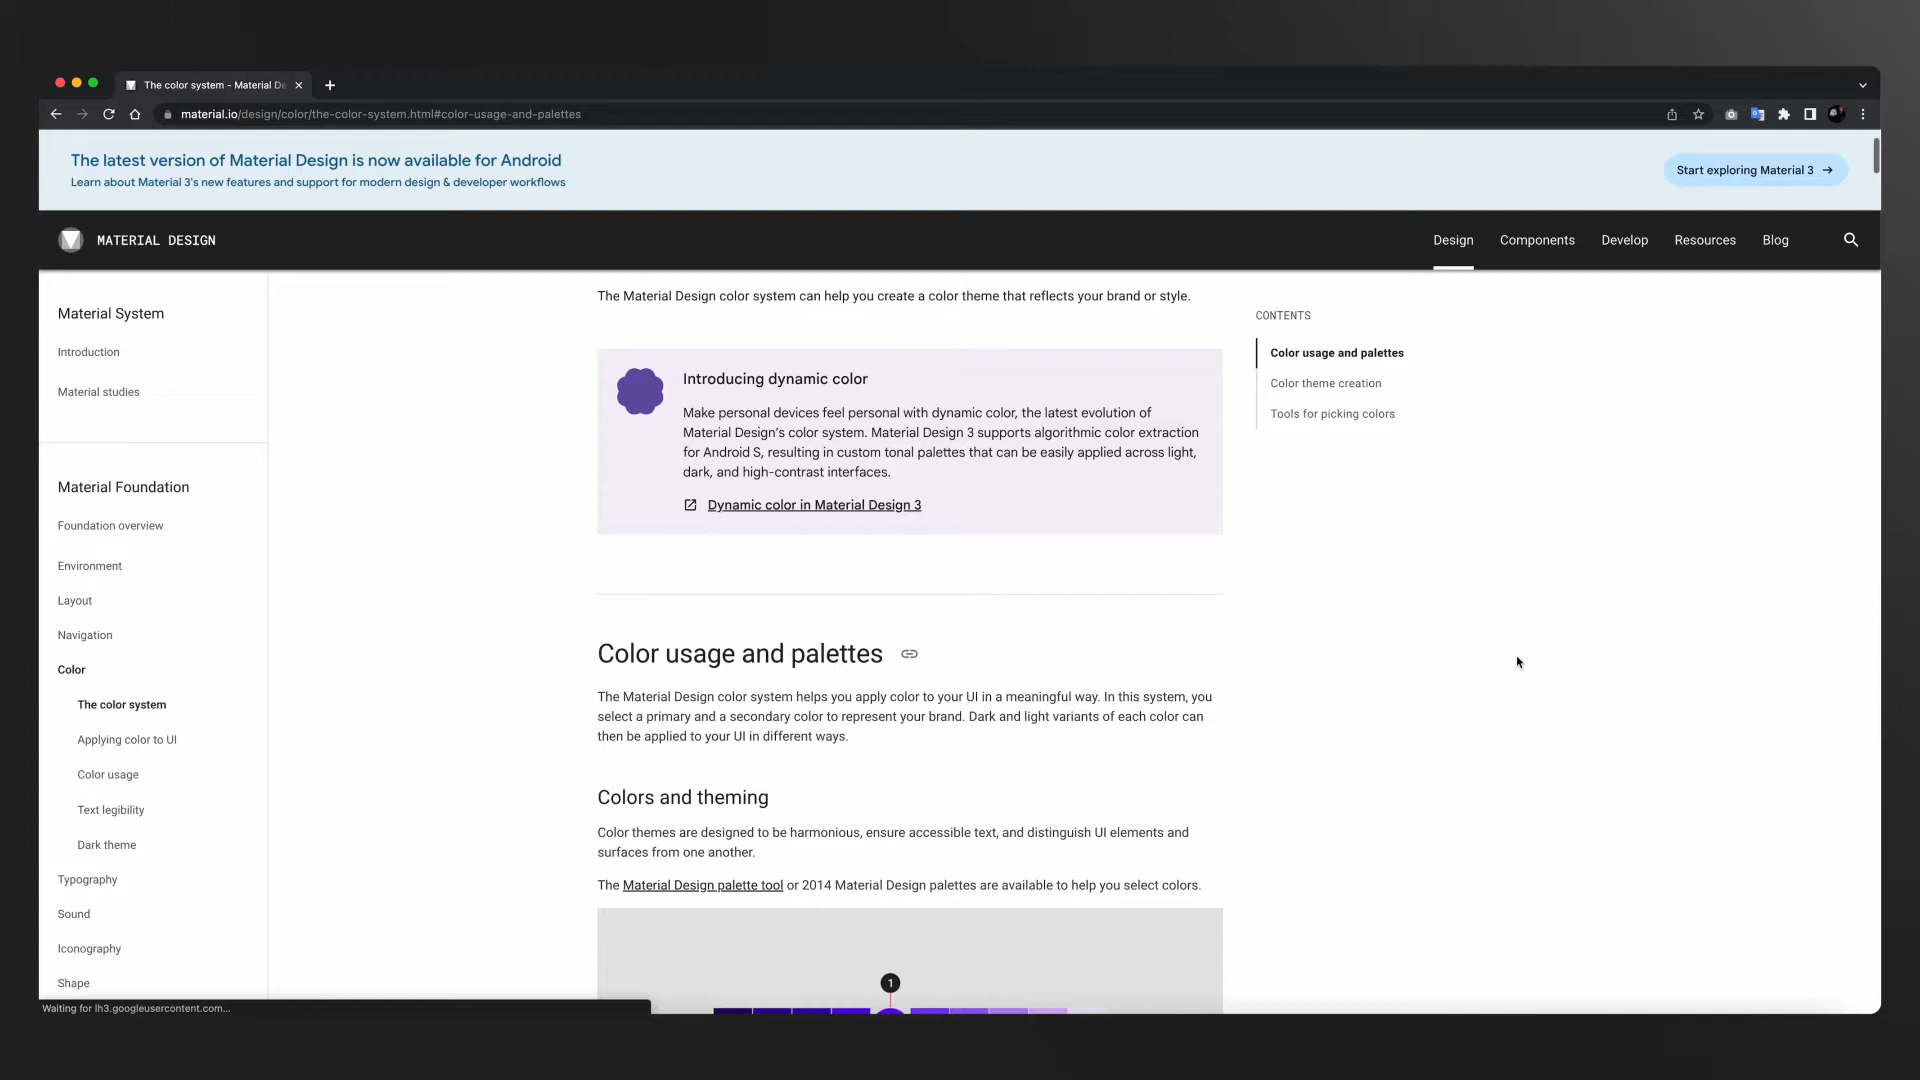 The color system - Material De
material.io/design/color/the-color-system.html#color-usage-and-palettes
The latest version of Material Design is now available for Android
Learn about Material 3's new features and support for modern design & developer workflows
Start exploring Material 3
MATERIAL DESIGN
Design
Components
Develop
Resources
Blog
Material System
Introduction
Material studies
Material Foundation
Foundation overview
Environment
Layout
Navigation
Color
The color system
Applying color to UI
Color usage
Text legibility
Dark theme
Typography
Sound
Iconography
Shape
The Material Design color system can help you create a color theme that reflects your brand or style.
Introducing dynamic color
Make personal devices feel personal with dynamic color, the latest evolution of
Material Design’s color system. Material Design 3 supports algorithmic color extraction
for Android S, resulting in custom tonal palettes that can be easily applied across light,
dark, and high-contrast interfaces.
Dynamic color in Material Design 3
Color usage and palettes
The Material Design color system helps you apply color to your UI in a meaningful way. In this system, you
select a primary and a secondary color to represent your brand. Dark and light variants of each color can
then be applied to your UI in different ways.
Colors and theming
Color themes are designed to be harmonious, ensure accessible text, and distinguish UI elements and
surfaces from one another.
The Material Design palette tool or 2014 Material Design palettes are available to help you select colors.
1
CONTENTS
Color usage and palettes
Color theme creation
Tools for picking colors
Waiting for lh3.googleusercontent.com...